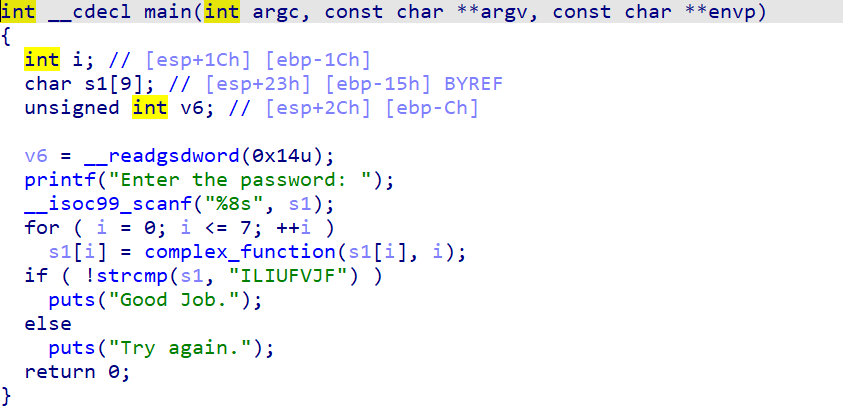 int __cdecl main(int argc, const char **argv, const char **envp)
{
  int i; // [esp+1Ch] [ebp-1Ch]
  char s1[9]; // [esp+23h] [ebp-15h] BYREF
  unsigned int v6; // [esp+2Ch] [ebp-Ch]

  v6 = __readgsdword(0x14u);
  printf("Enter the password: ");
  __isoc99_scanf("%8s", s1);
  for ( i = 0; i <= 7; ++i )
    s1[i] = complex_function(s1[i], i);
  if ( !strcmp(s1, "ILIUFVJF") )
    puts("Good Job.");
  else
    puts("Try again.");
  return 0;
}